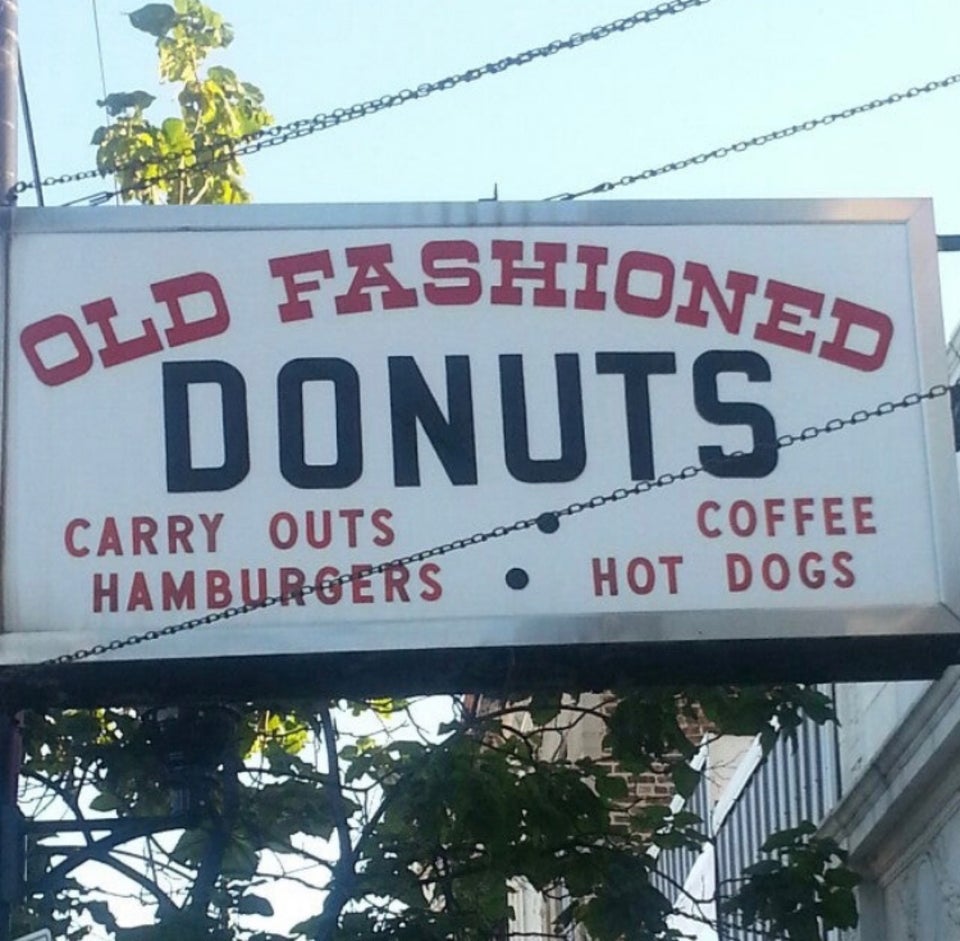 OLD FASHIONED
DONUTS
CARRY OUTS • COFFEE
HAMBURGERS • HOT DOGS